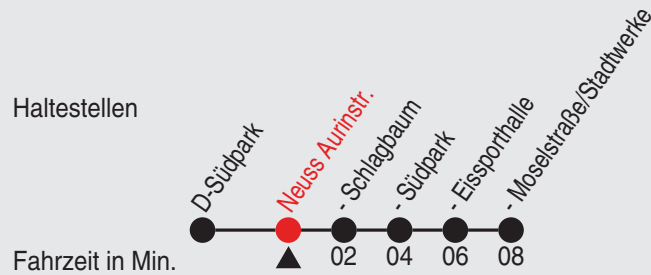 Haltestellen
D-Südpark
Neuss Aurinstr.
- Schlagbaum
- Südpark
- Eissporthalle
- Moselstraße/Stadtwerke
Fahrzeit in Min.
02 04 06 08